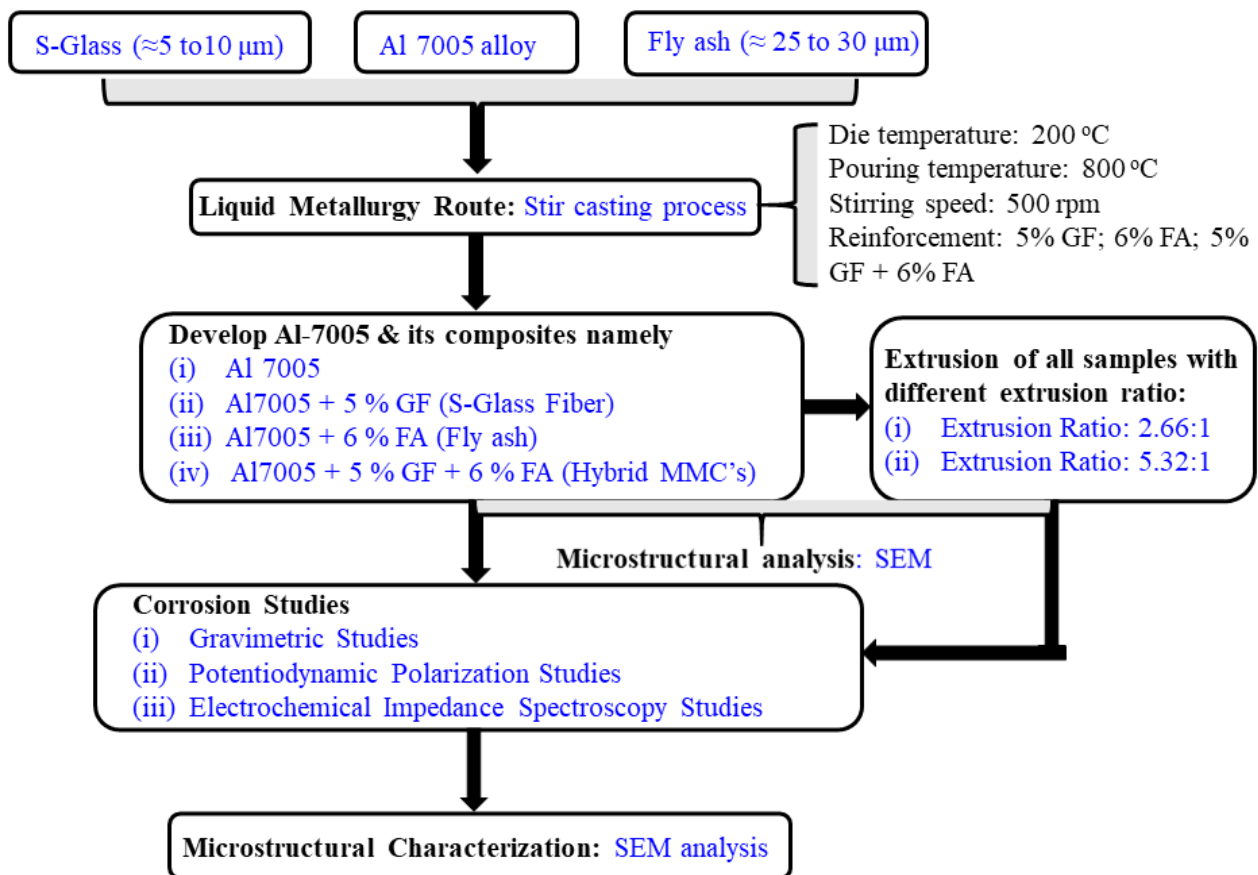 S-Glass (≈5 to10 μm)
Al 7005 alloy
Fly ash (≈ 25 to 30 μm)
Die temperature: 200 ᵒC
Pouring temperature: 800 ᵒC
Stirring speed: 500 rpm
Reinforcement: 5% GF; 6% FA; 5%
GF + 6% FA
Liquid Metallurgy Route: Stir casting process
Develop Al-7005 & its composites namely
(i) Al 7005
(ii) Al7005 + 5 % GF (S-Glass Fiber)
(iii) Al7005 + 6 % FA (Fly ash)
(iv) Al7005 + 5 % GF + 6 % FA (Hybrid MMC’s)
Extrusion of all samples with
different extrusion ratio:
(i) Extrusion Ratio: 2.66:1
(ii) Extrusion Ratio: 5.32:1
Microstructural analysis: SEM
Corrosion Studies
(i) Gravimetric Studies
(ii) Potentiodynamic Polarization Studies
(iii) Electrochemical Impedance Spectroscopy Studies
Microstructural Characterization: SEM analysis